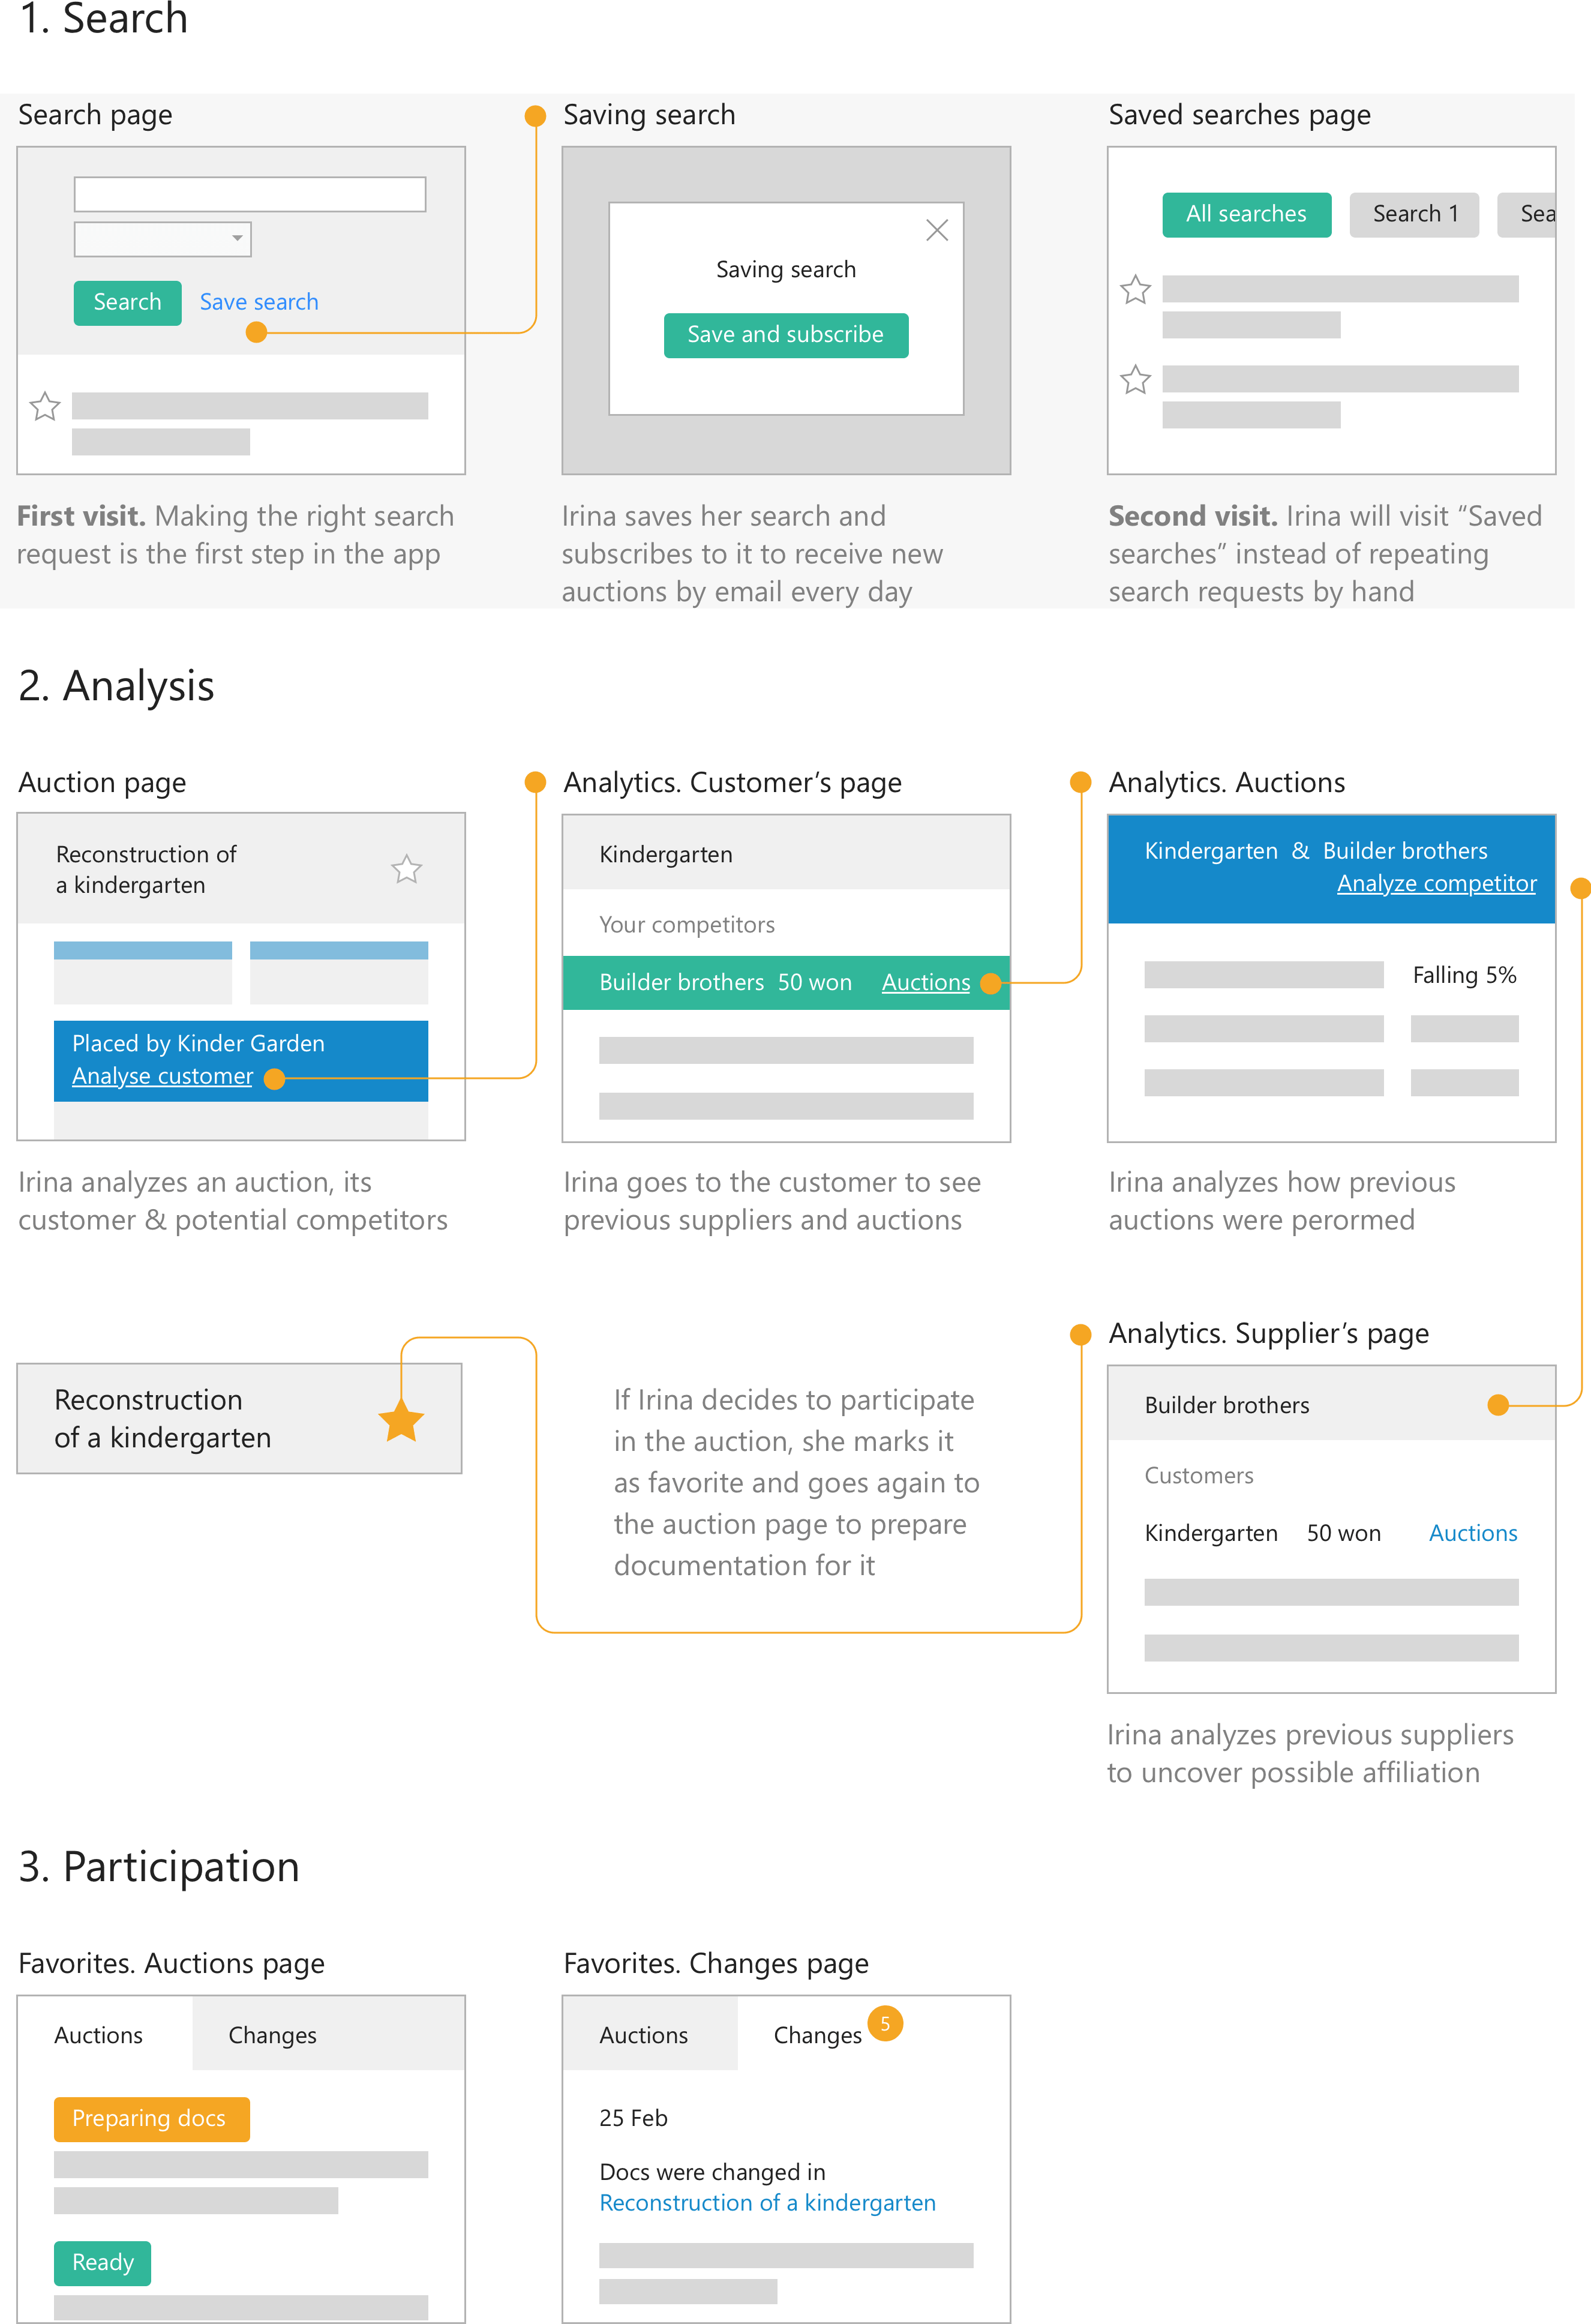 1. Search
Search page
Search
Save search
First visit. Making the right search
request is the first step in the app
Saving search
Saving search
Save and subscribe
Irina saves her search and
subscribes to it to receive new
auctions by email every day
Saved searches page
All searches
Search 1
Sea
Second visit. Irina will visit “Saved
searches” instead of repeating
search requests by hand
2. Analysis
Auction page
Reconstruction of
a kindergarten
Placed by Kinder Garden
Analyse customer
Irina analyzes an auction, its
customer & potential competitors
Analytics. Customer’s page
Kindergarten
Your competitors
Builder brothers 50 won Auctions
Irina goes to the customer to see
previous suppliers and auctions
Analytics. Auctions
Kindergarten & Builder brothers
Analyze competitor
Falling 5%
Irina analyzes how previous
auctions were perormed
Reconstruction
of a kindergarten
If Irina decides to participate
in the auction, she marks it
as favorite and goes again to
the auction page to prepare
documentation for it
Analytics. Supplier’s page
Builder brothers
Customers
Kindergarten 50 won Auctions
Irina analyzes previous suppliers
to uncover possible affiliation
3. Participation
Favorites. Auctions page
Auctions
Changes
Preparing docs
Ready
Favorites. Changes page
Auctions
Changes
5
25 Feb
Docs were changed in
Reconstruction of a kindergarten